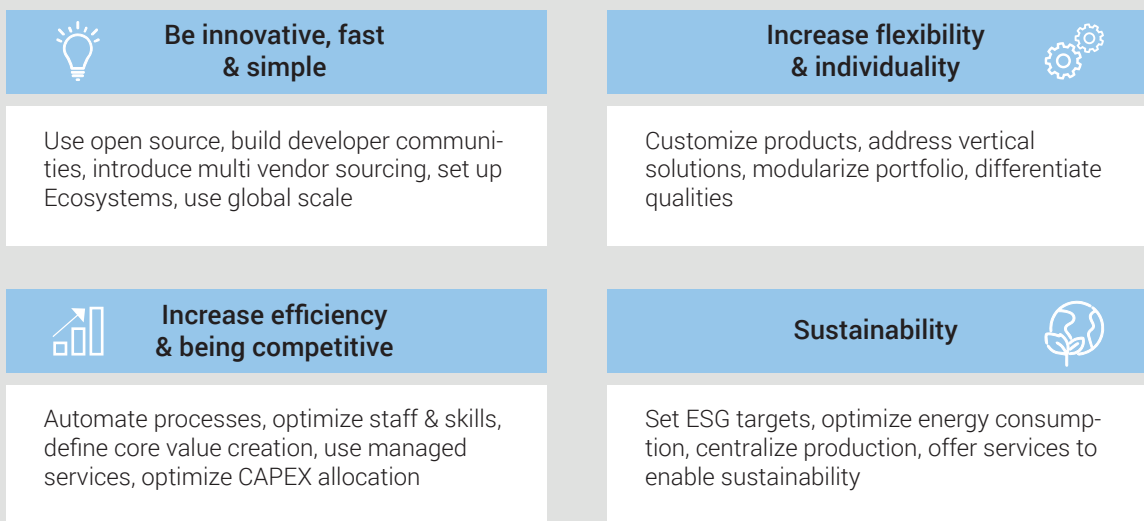 Be innovative, fast
& simple
Use open source, build developer communi-
ties, introduce multi vendor sourcing, set up
Ecosystems, use global scale
Increase flexibility
& individuality
Customize products, address vertical
solutions, modularize portfolio, differentiate
qualities
Increase efficiency
& being competitive
Automate processes, optimize staff & skills,
define core value creation, use managed
services, optimize CAPEX allocation
Sustainability
Set ESG targets, optimize energy consump-
tion, centralize production, offer services to
enable sustainability